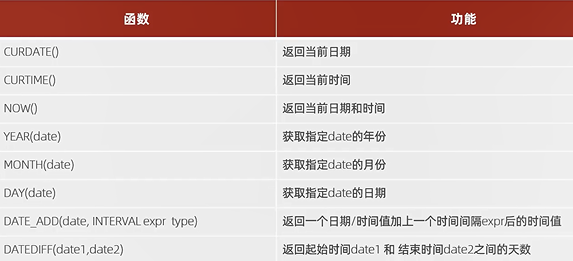 函数 功能
CURDATE() 返回当前日期
CURTIME() 返回当前时间
NOW() 返回当前日期和时间
YEAR(date) 获取指定date的年份
MONTH(date) 获取指定date的月份
DAY(date) 获取指定date的日期
DATE_ADD(date, INTERVAL expr type) 返回一个日期/时间值加上一个时间间隔expr后的时间值
DATEDIFF(date1,date2) 返回起始时间date1 和 结束时间date2之间的天数